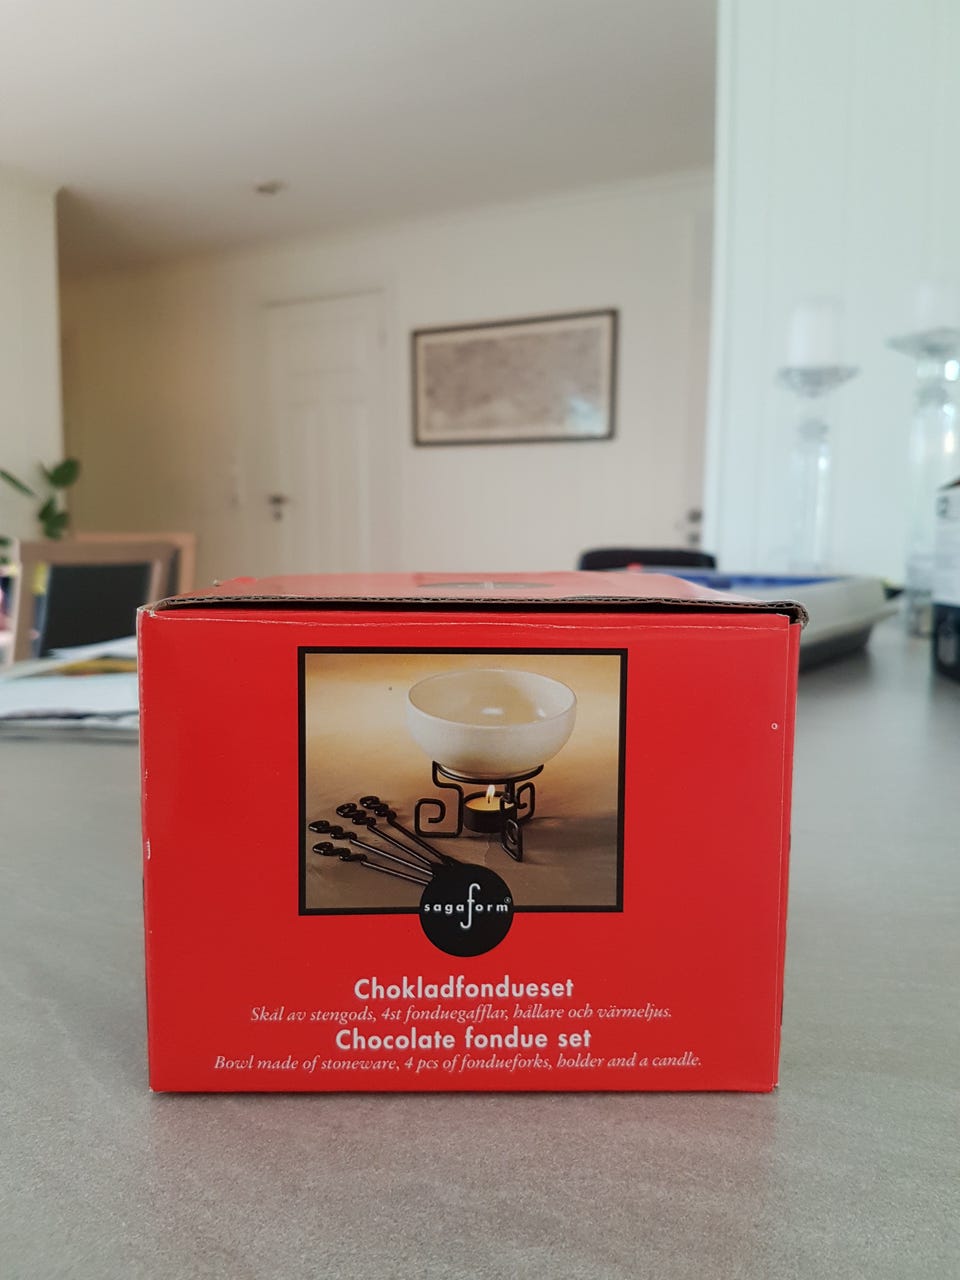 sagaform®
Chokladfondueset
Skål av stengods, 4st fonduegafflar, hållare och värmeljus.
Chocolate fondue set
Bowl made of stoneware, 4 pcs of fondueforks, holder and a candle.